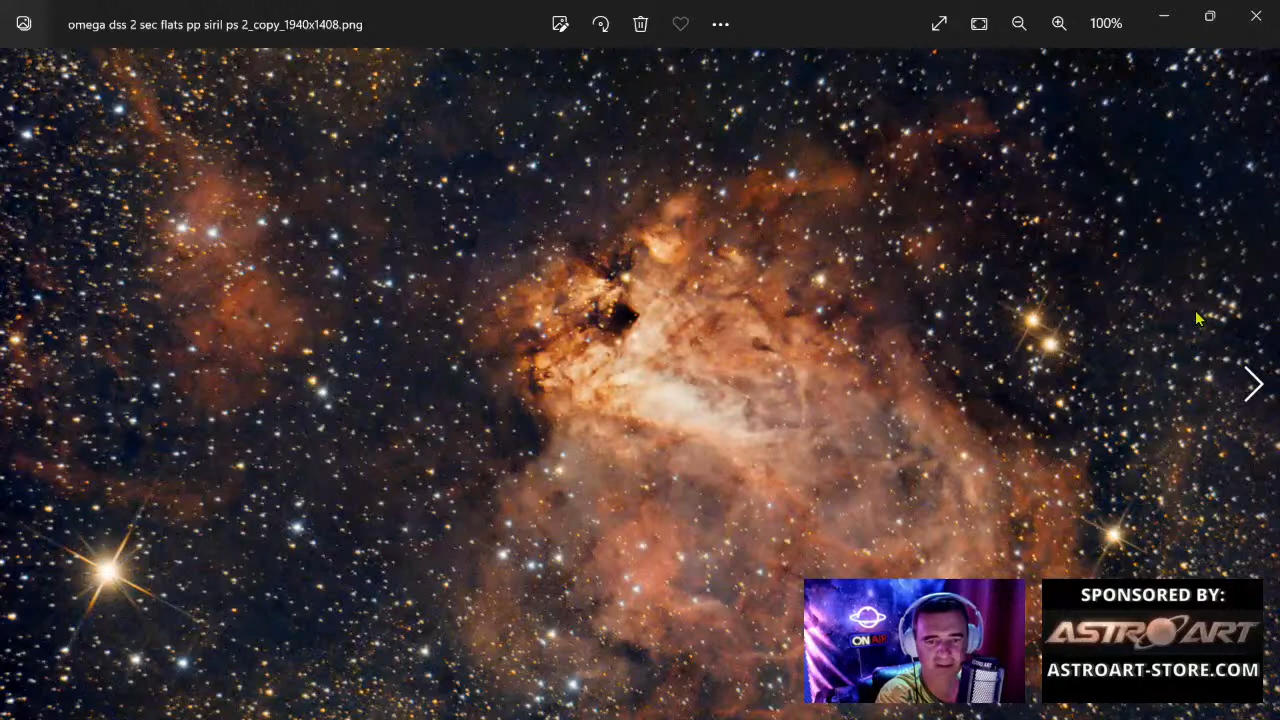 omega dss 2 sec flats pp siril ps 2_copy_1940x1408.png
100%
ON AIR
SPONSORED BY:
ASTROART
ASTROART-STORE.COM